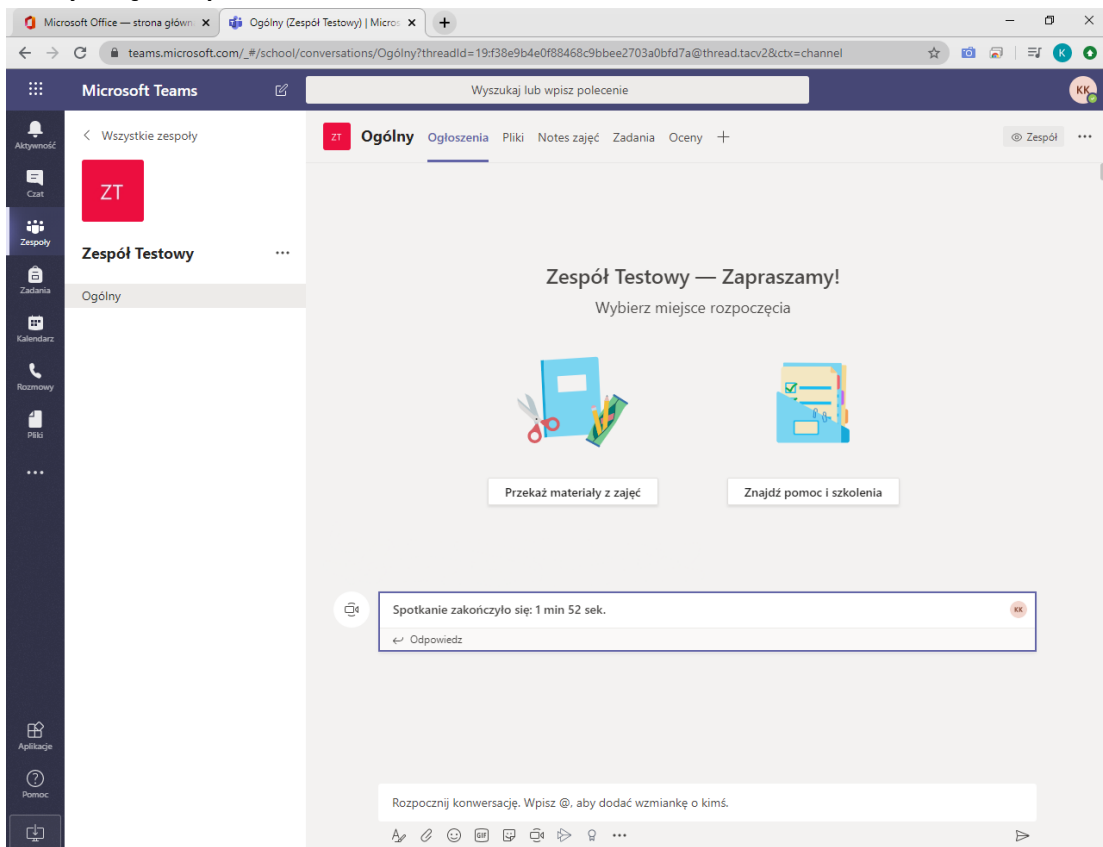 Microsoft Office — strona główn
Ogólny (Zespół Testowy) | Micros
teams.microsoft.com/_#/school/conversations/Ogólny?threadId=19:f38e9b4e0f88468c9bbee2703a0bfd7a@thread.tacv2&ctx=channel
K
Microsoft Teams
Wyszukaj lub wpisz polecenie
KK
Aktywność
Czat
Zespoły
Zadania
Kalendarz
Rozmowy
Pliki
Aplikacje
Pomoc
Wszystkie zespoły
ZT
Zespół Testowy
Ogólny
ZT Ogólny Ogłoszenia Pliki Notes zajęć Zadania Oceny
Zespół
Zespół Testowy — Zapraszamy!
Wybierz miejsce rozpoczęcia
Przekaż materiały z zajęć
Znajdź pomoc i szkolenia
Spotkanie zakończyło się: 1 min 52 sek.
KK
Odpowiedz
Rozpocznij konwersację. Wpisz @, aby dodać wzmiankę o kimś.
GIF